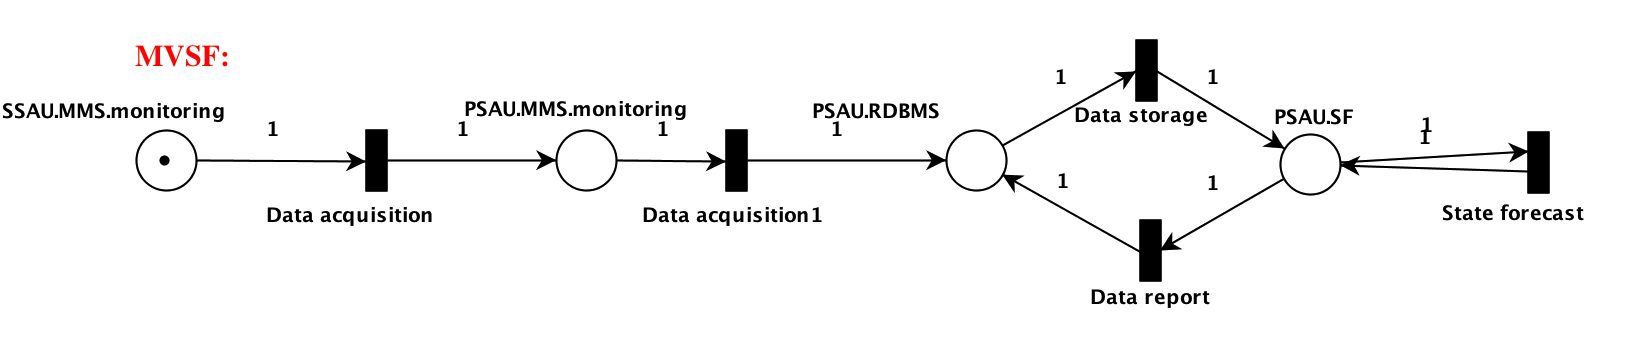 MVSF:
SSAU.MMS.monitoring
PSAU.MMS.monitoring
PSAU.RDBMS
PSAU.SF
1
1
1
1
1
1
1
1
1
1
Data storage
Data acquisition
Data acquisition1
State forecast
Data report